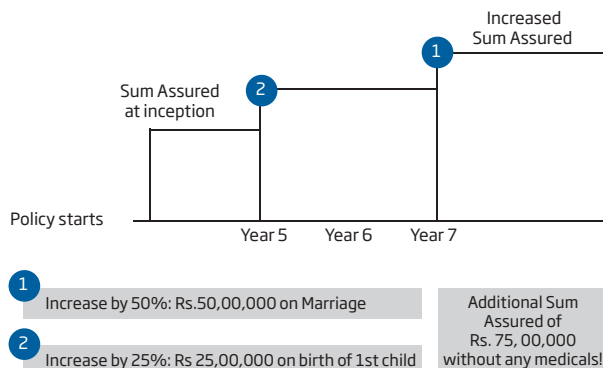 Increased
Sum Assured
1
Sum Assured
at inception
2
Policy starts
Year 5 Year 6 Year 7
1
Increase by 50%: Rs.50,00,000 on Marriage
2
Increase by 25%: Rs 25,00,000 on birth of 1st child
Additional Sum
Assured of
Rs. 75, 00,000
without any medicals!